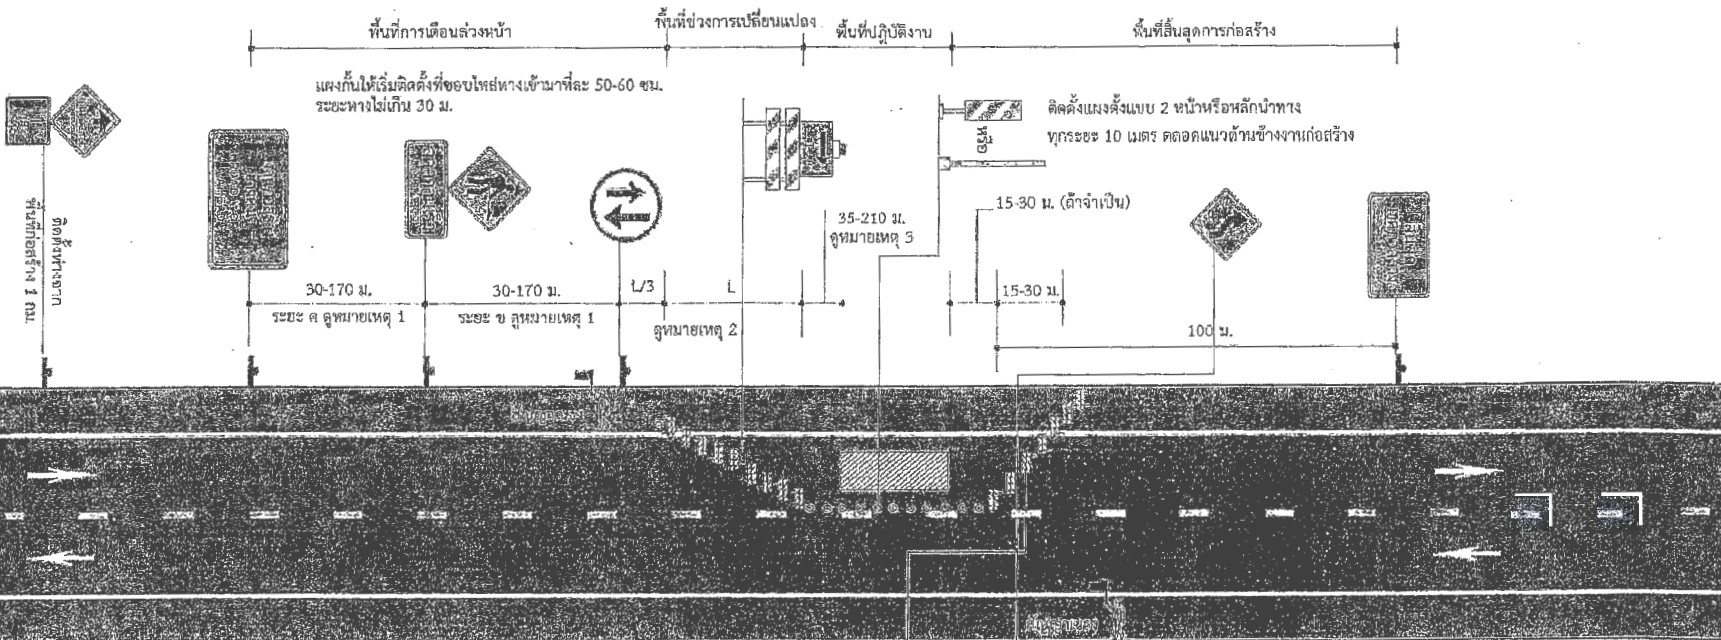 พื้นที่การเตือนล่วงหน้า
พื้นที่ช่วงการเปลี่ยนแปลง
พื้นที่ปฏิบัติงาน
พื้นที่สิ้นสุดการก่อสร้าง
แผงกั้นให้เริ่มติดตั้งที่ขอบไหล่ทางเข้ามาที่ละ 50-60 ซม.
ระยะห่างไม่เกิน 30 ม.
ติดตั้งแผงตั้งแบบ 2 หน้าหรือหลักนำทาง
ทุกระยะ 10 เมตร ตลอดแนวด้านข้างงานก่อสร้าง
หรือ
ติดตั้งห่างจาก
พื้นที่ก่อสร้าง 1 กม.
15-30 ม. (ถ้าจำเป็น)
35-210 ม.
ดูหมายเหตุ 3
30-170 ม.
ระยะ ค ดูหมายเหตุ 1
30-170 ม.
ระยะ ข ดูหมายเหตุ 1
L/3
L
ดูหมายเหตุ 2
15-30 ม.
100 ม.